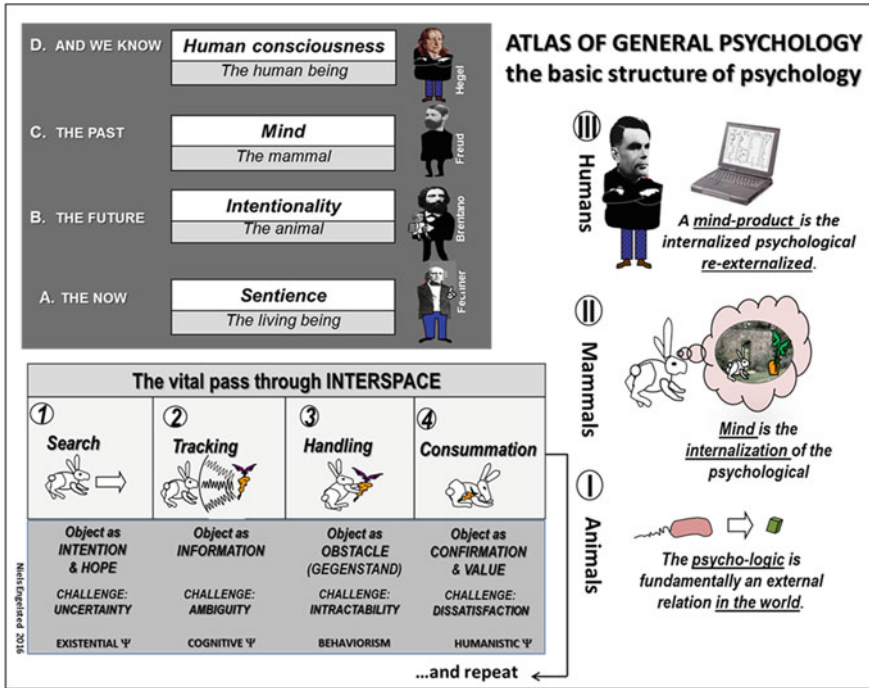 D. AND WE KNOW
Human consciousness
The human being
Hegel
C. THE PAST
Mind
The mammal
Freud
B. THE FUTURE
Intentionality
The animal
Brentano
A. THE NOW
Sentience
The living being
Fechner
ATLAS OF GENERAL PSYCHOLOGY
the basic structure of psychology
III
Humans
A mind-product is the
internalized psychological
re-externalized.
II
Mammals
Mind is the
internalization of the
psychological
I
Animals
The psycho-logic is
fundamentally an external
relation in the world.
The vital pass through INTERSPACE
1
Search
2
Tracking
3
Handling
4
Consummation
Object as
INTENTION
& HOPE
CHALLENGE:
UNCERTAINTY
EXISTENTIAL Ψ
Object as
INFORMATION
CHALLENGE:
AMBIGUITY
COGNITIVE Ψ
Object as
OBSTACLE
(GEGENSTAND)
CHALLENGE:
INTRACTABILITY
BEHAVIORISM
Object as
CONFIRMATION
& VALUE
CHALLENGE:
DISSATISFACTION
HUMANISTIC Ψ
...and repeat
Niels Engelsted 2016